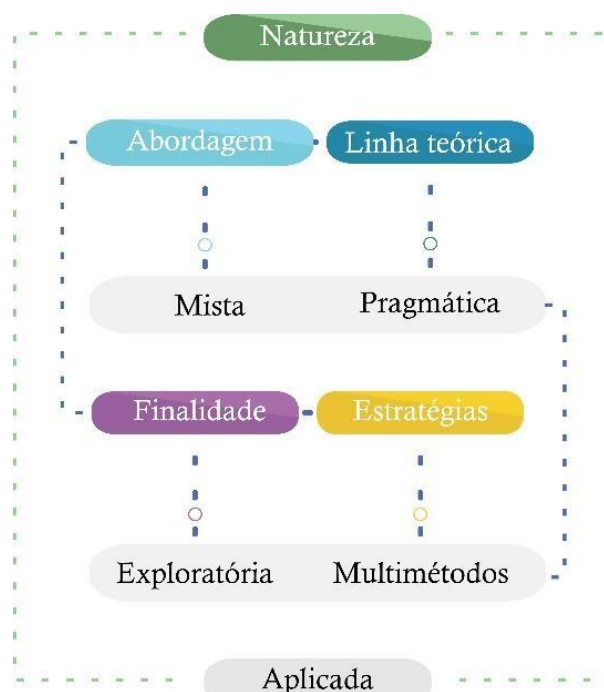 Natureza
Abordagem Linha teórica
Mista Pragmática
Finalidade Estratégias
Exploratória Multimétodos
Aplicada